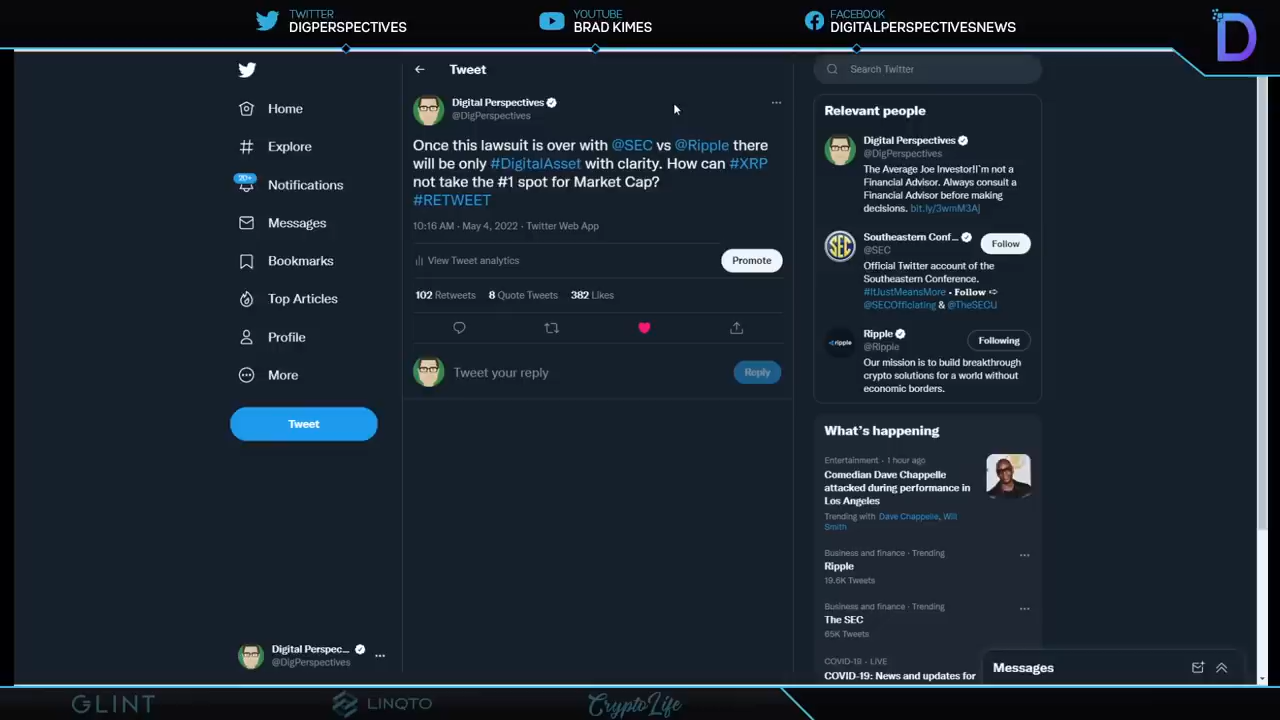 TWITTER
DIGPERSPECTIVES
YOUTUBE
BRAD KIMES
FACEBOOK
DIGITALPERSPECTIVESNEWS
D
Home
Explore
20+
Notifications
Messages
Bookmarks
Top Articles
Profile
More
Tweet
Digital Perspec...
@DigPerspectives
Tweet
Digital Perspectives
@DigPerspectives
Once this lawsuit is over with @SEC vs @Ripple there
will be only #DigitalAsset with clarity. How can #XRP
not take the #1 spot for Market Cap?
#RETWEET
10:16 AM · May 4, 2022 · Twitter Web App
View Tweet analytics
Promote
102 Retweets 8 Quote Tweets 382 Likes
Tweet your reply
Reply
Search Twitter
Relevant people
Digital Perspectives
@DigPerspectives
The Average Joe Investor!I'm not a
Financial Advisor. Always consult a
Financial Advisor before making
decisions. bit.ly/3wmM3Aj
SEC
Southeastern Conf...
@SEC
Follow
Official Twitter account of the
Southeastern Conference.
#ItJustMeansMore - Follow ➪
@SECOfficiating & @TheSECU
ripple
Ripple
@Ripple
Following
Our mission is to build breakthrough
crypto solutions for a world without
economic borders.
What's happening
Entertainment · 1 hour ago
Comedian Dave Chappelle
attacked during performance in
Los Angeles
Trending with Dave Chappelle, Will
Smith
Business and finance · Trending
Ripple
19.6K Tweets
Business and finance · Trending
The SEC
65K Tweets
COVID-19 · LIVE
COVID-19: News and updates for
Messages
GLINT
LINQTO
CryptoLife